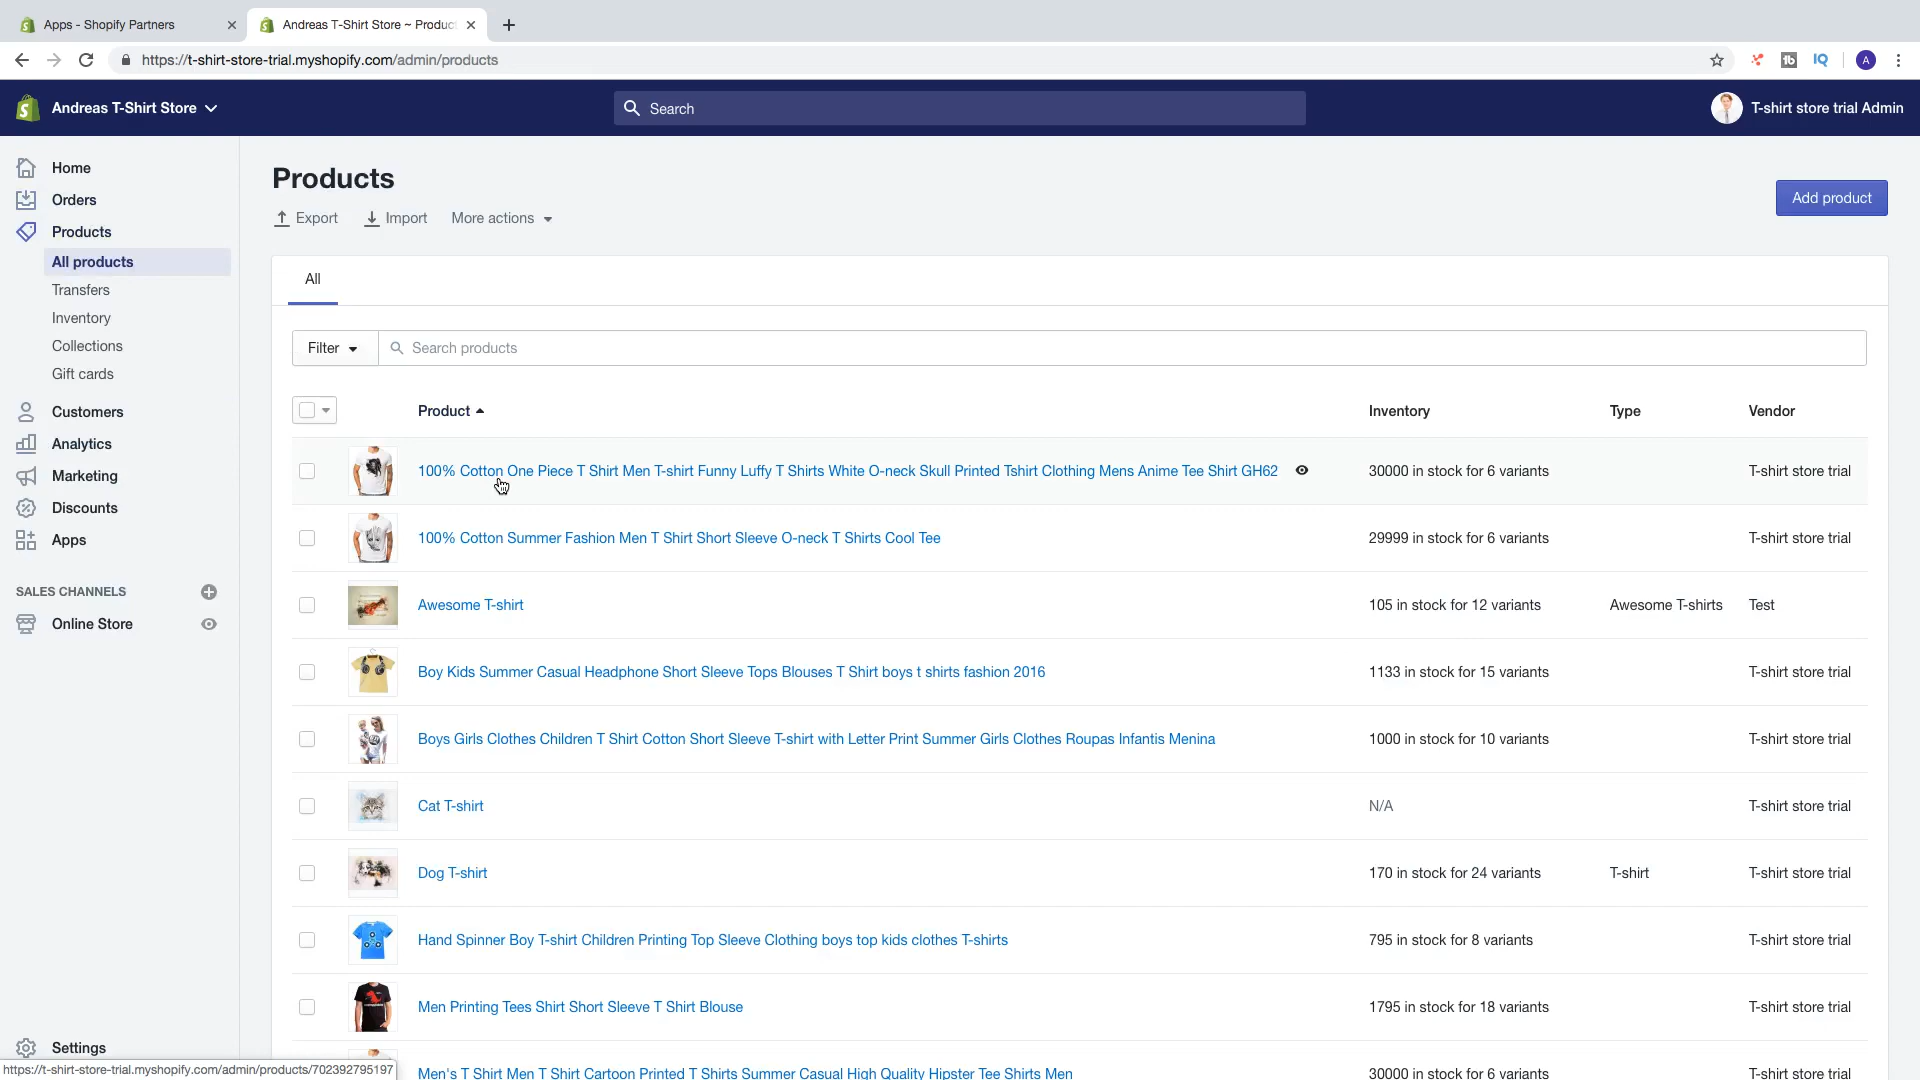 Apps - Shopify Partners
Andreas T-Shirt Store ~ Produc
https://t-shirt-store-trial.myshopify.com/admin/products
Andreas T-Shirt Store
Search
T-shirt store trial Admin
Home
Orders
Products
All products
Transfers
Inventory
Collections
Gift cards
Customers
Analytics
Marketing
Discounts
Apps
SALES CHANNELS
Online Store
Settings
https://t-shirt-store-trial.myshopify.com/admin/products/702392795197
Products
Export Import More actions
Add product
All
Filter Search products
Product Inventory Type Vendor
100% Cotton One Piece T Shirt Men T-shirt Funny Luffy T Shirts White O-neck Skull Printed Tshirt Clothing Mens Anime Tee Shirt GH62 30000 in stock for 6 variants T-shirt store trial
100% Cotton Summer Fashion Men T Shirt Short Sleeve O-neck T Shirts Cool Tee 29999 in stock for 6 variants T-shirt store trial
Awesome T-shirt 105 in stock for 12 variants Awesome T-shirts Test
Boy Kids Summer Casual Headphone Short Sleeve Tops Blouses T Shirt boys t shirts fashion 2016 1133 in stock for 15 variants T-shirt store trial
Boys Girls Clothes Children T Shirt Cotton Short Sleeve T-shirt with Letter Print Summer Girls Clothes Roupas Infantis Menina 1000 in stock for 10 variants T-shirt store trial
Cat T-shirt N/A T-shirt store trial
Dog T-shirt 170 in stock for 24 variants T-shirt T-shirt store trial
Hand Spinner Boy T-shirt Children Printing Top Sleeve Clothing boys top kids clothes T-shirts 795 in stock for 8 variants T-shirt store trial
Men Printing Tees Shirt Short Sleeve T Shirt Blouse 1795 in stock for 18 variants T-shirt store trial
Men's T Shirt Men T Shirt Cartoon Printed T Shirts Summer Casual High Quality Hipster Tee Shirts Men 30000 in stock for 6 variants T-shirt store trial